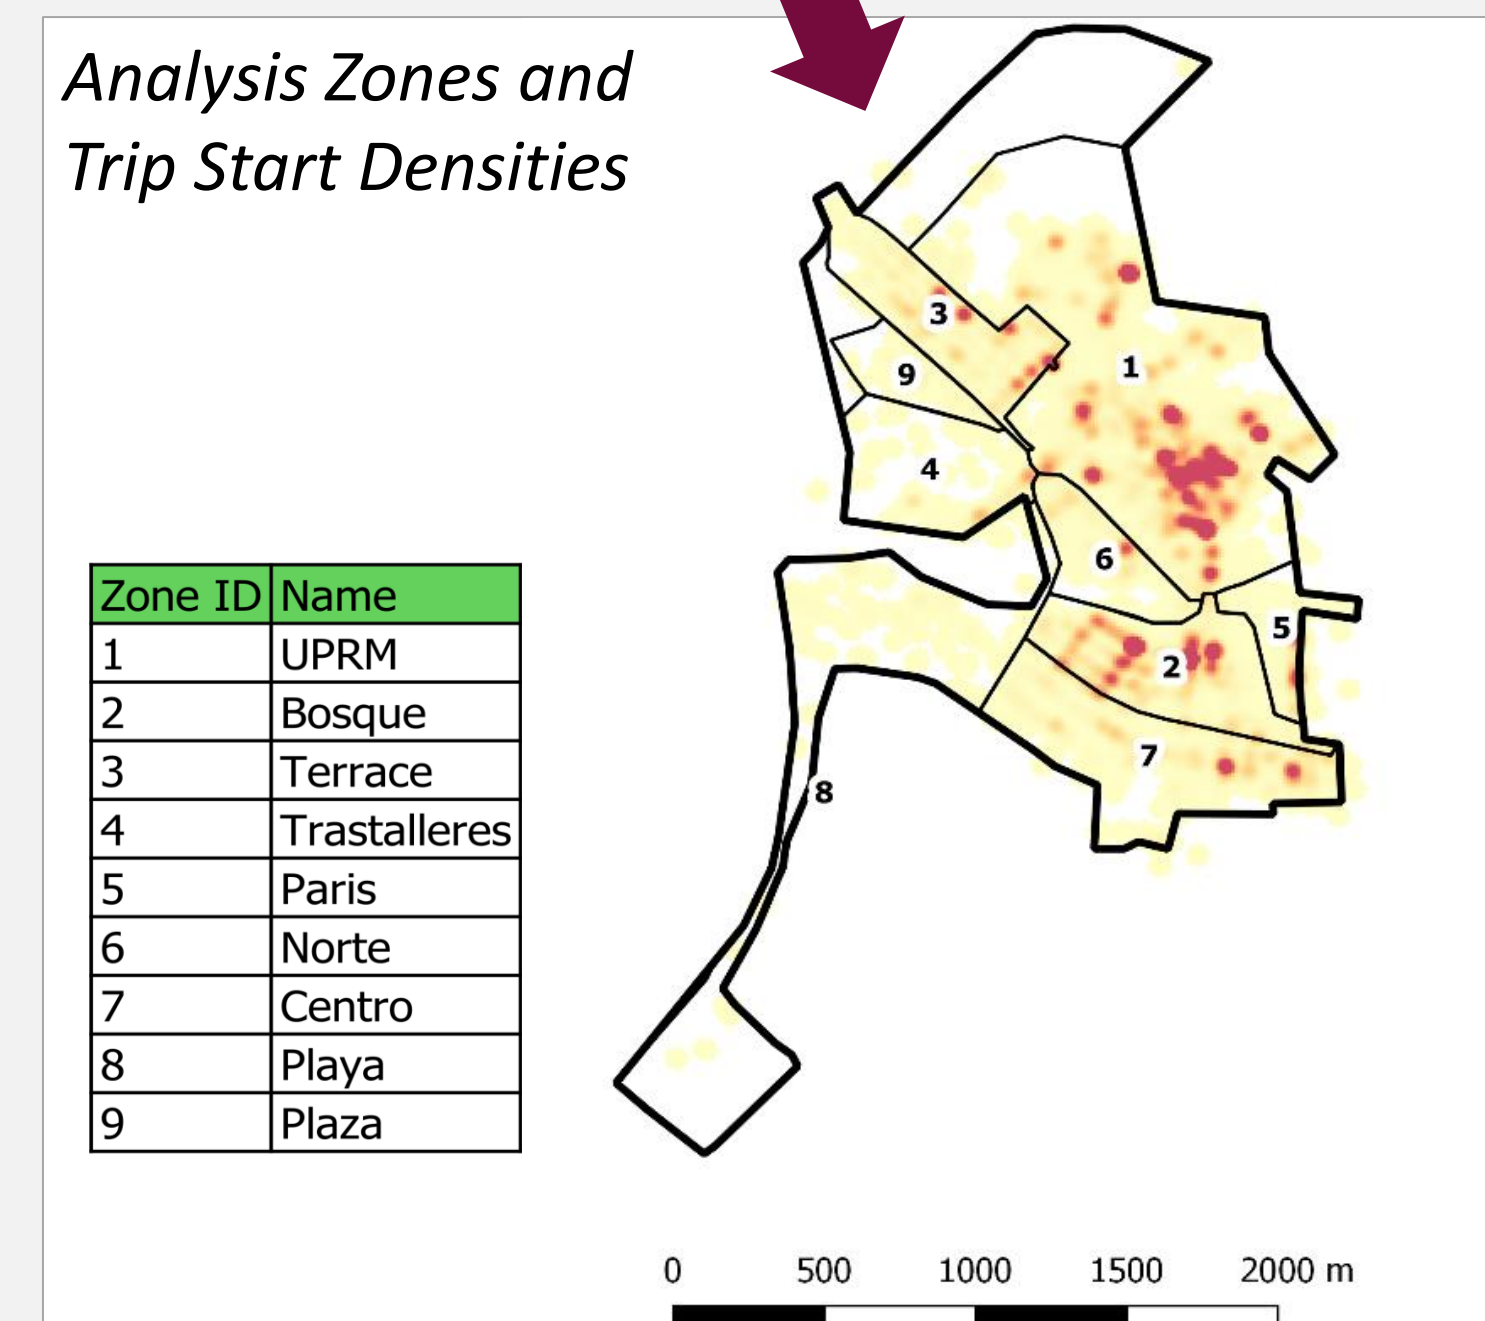 Analysis Zones and
Trip Start Densities
Zone ID Name
1 UPRM
2 Bosque
3 Terrace
4 Trastalleres
5 Paris
6 Norte
7 Centro
8 Playa
9 Plaza
3
1
9
4
6
5
2
7
8
0 500 1000 1500 2000 m